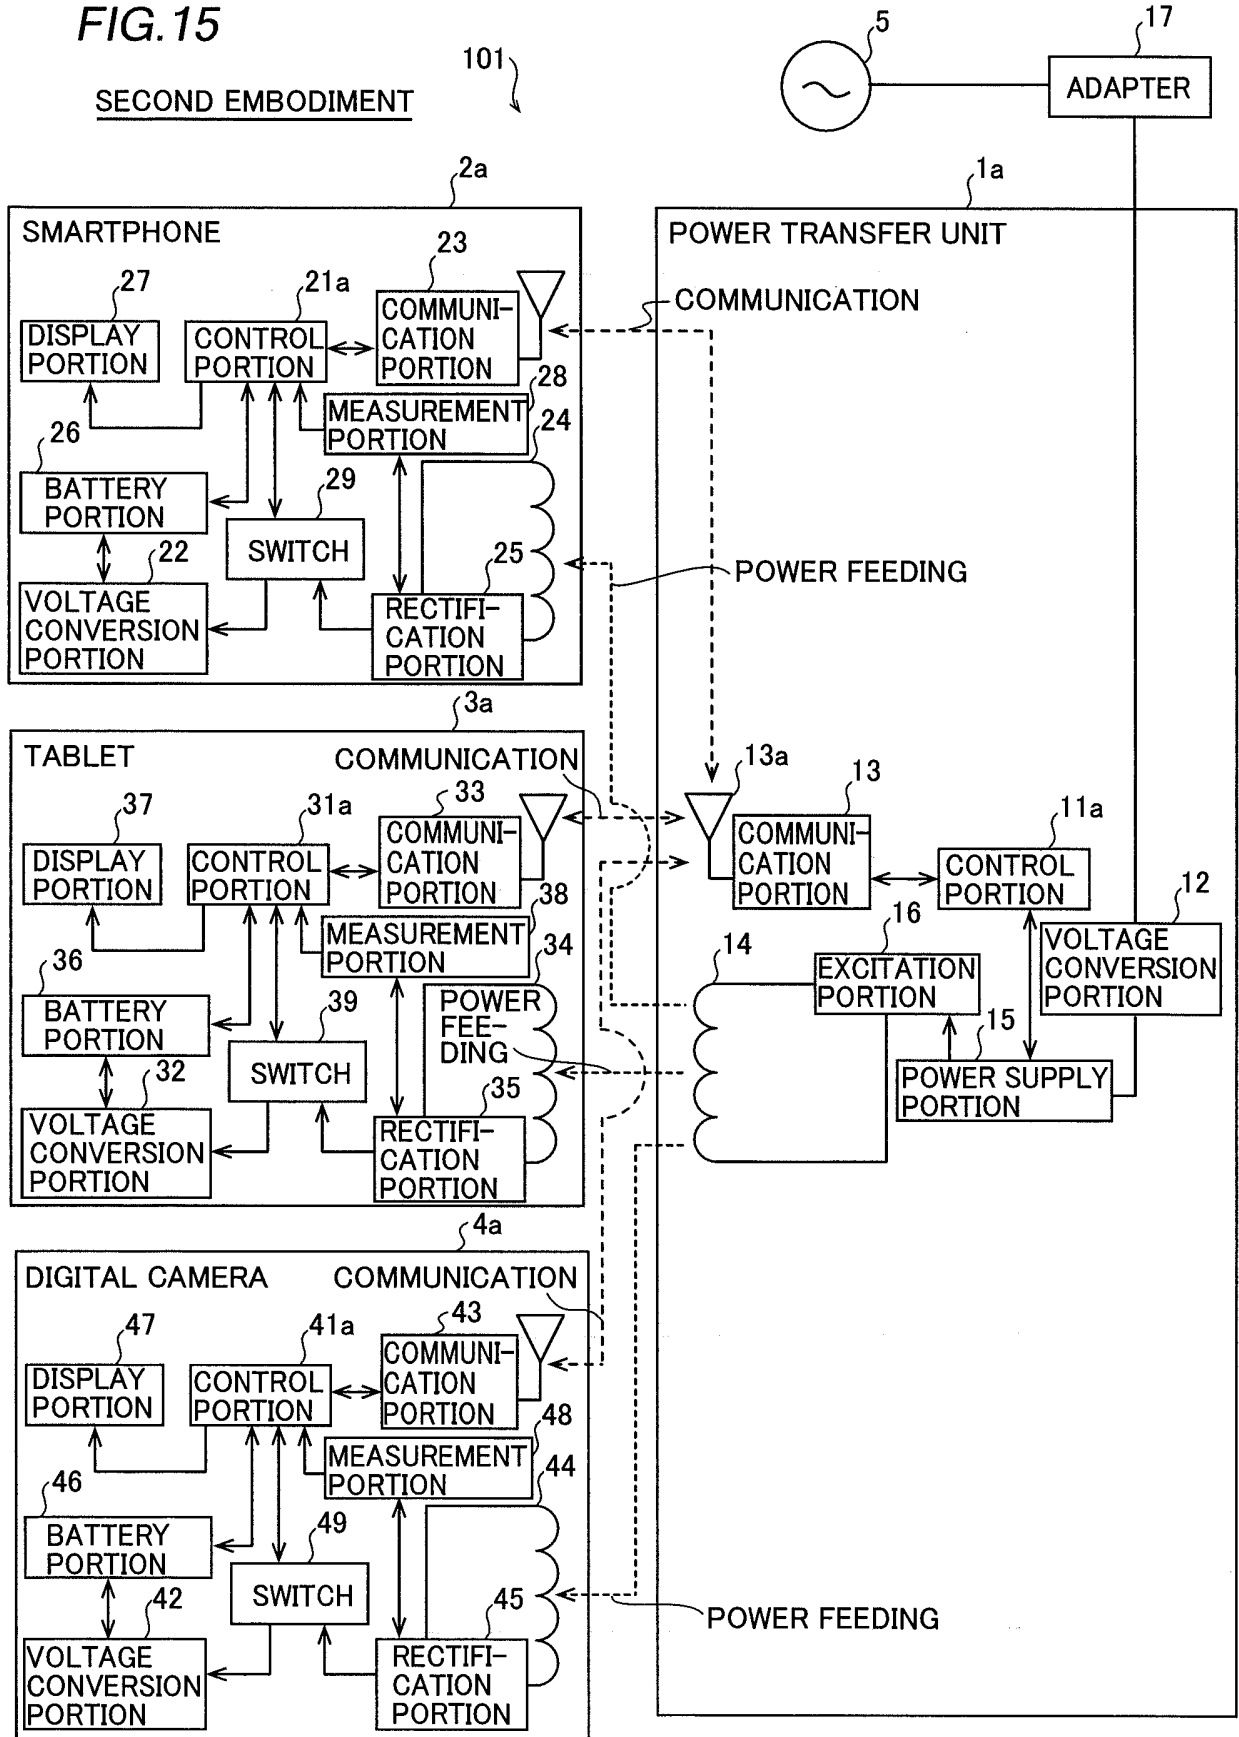 FIG.15
SECOND EMBODIMENT
101
5
17
ADAPTER
2a
SMARTPHONE
27
DISPLAY
PORTION
21a
CONTROL
PORTION
23
COMMUNI-
CATION
PORTION
28
MEASUREMENT
PORTION
24
26
BATTERY
PORTION
29
SWITCH
22
VOLTAGE
CONVERSION
PORTION
25
RECTIFI-
CATION
PORTION
1a
POWER TRANSFER UNIT
COMMUNICATION
POWER FEEDING
13a
13
COMMUNI-
CATION
PORTION
11a
CONTROL
PORTION
12
VOLTAGE
CONVERSION
PORTION
14
16
EXCITATION
PORTION
15
POWER SUPPLY
PORTION
3a
TABLET
COMMUNICATION
37
DISPLAY
PORTION
31a
CONTROL
PORTION
33
COMMUNI-
CATION
PORTION
38
MEASUREMENT
PORTION
34
36
BATTERY
PORTION
39
SWITCH
POWER
FEE-
DING
32
VOLTAGE
CONVERSION
PORTION
35
RECTIFI-
CATION
PORTION
4a
DIGITAL CAMERA
COMMUNICATION
47
DISPLAY
PORTION
41a
CONTROL
PORTION
43
COMMUNI-
CATION
PORTION
48
MEASUREMENT
PORTION
44
46
BATTERY
PORTION
49
SWITCH
42
VOLTAGE
CONVERSION
PORTION
45
RECTIFI-
CATION
PORTION
POWER FEEDING